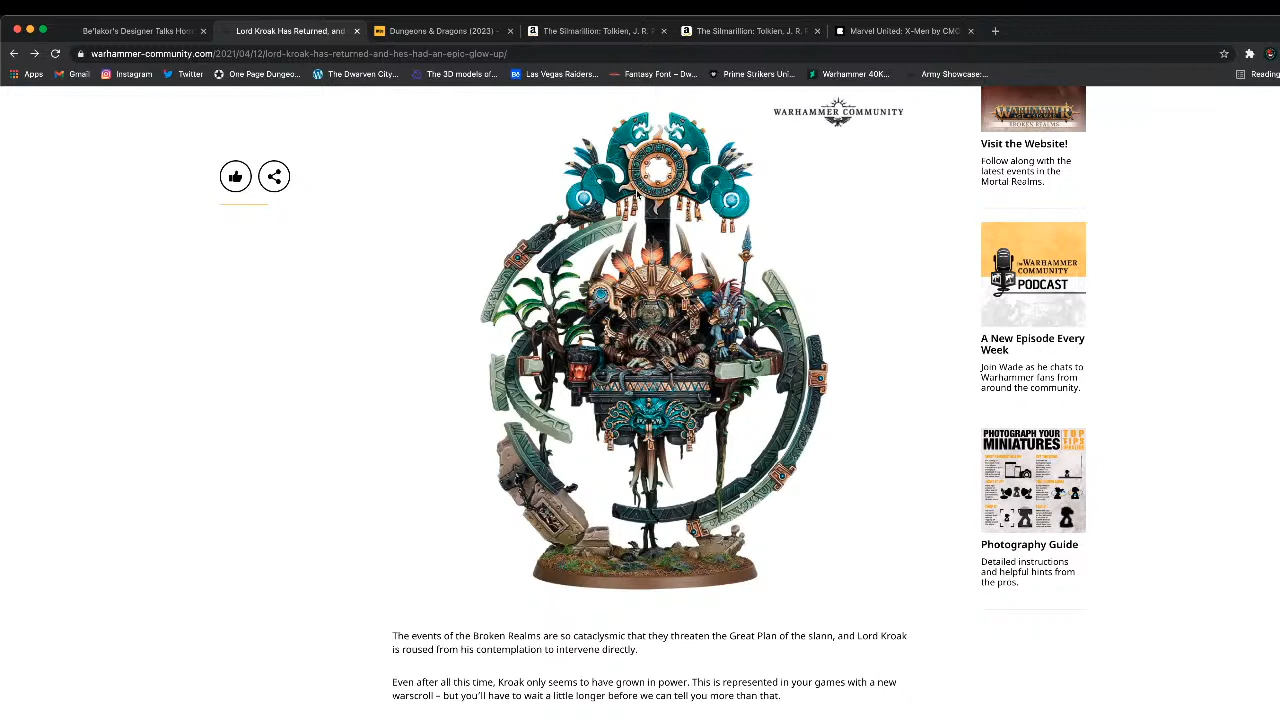 Be'lakor's Designer Talks Horr
Lord Kroak Has Returned, and
Dungeons & Dragons (2023) -
The Silmarillion: Tolkien, J. R. F
The Silmarillion: Tolkien, J. R. F
Marvel United: X-Men by CMC
warhammer-community.com/2021/04/12/lord-kroak-has-returned-and-hes-had-an-epic-glow-up/
Apps Gmail Instagram Twitter One Page Dungeo... The Dwarven City... The 3D models of... Las Vegas Raiders... Fantasy Font – Dw... Prime Strikers Uni... Warhammer 40K... Army Showcase:... Reading
WARHAMMER COMMUNITY
WARHAMMER
BROKEN REALMS
Visit the Website!
Follow along with the
latest events in the
Mortal Realms.
THE WARHAMMER
COMMUNITY
PODCAST
A New Episode Every
Week
Join Wade as he chats to
Warhammer fans from
around the community.
PHOTOGRAPH YOUR
MINIATURES
TOP
TIPS
Photography Guide
Detailed instructions
and helpful hints from
the pros.
The events of the Broken Realms are so cataclysmic that they threaten the Great Plan of the slann, and Lord Kroak
is roused from his contemplation to intervene directly.
Even after all this time, Kroak only seems to have grown in power. This is represented in your games with a new
warscroll – but you'll have to wait a little longer before we can tell you more than that.